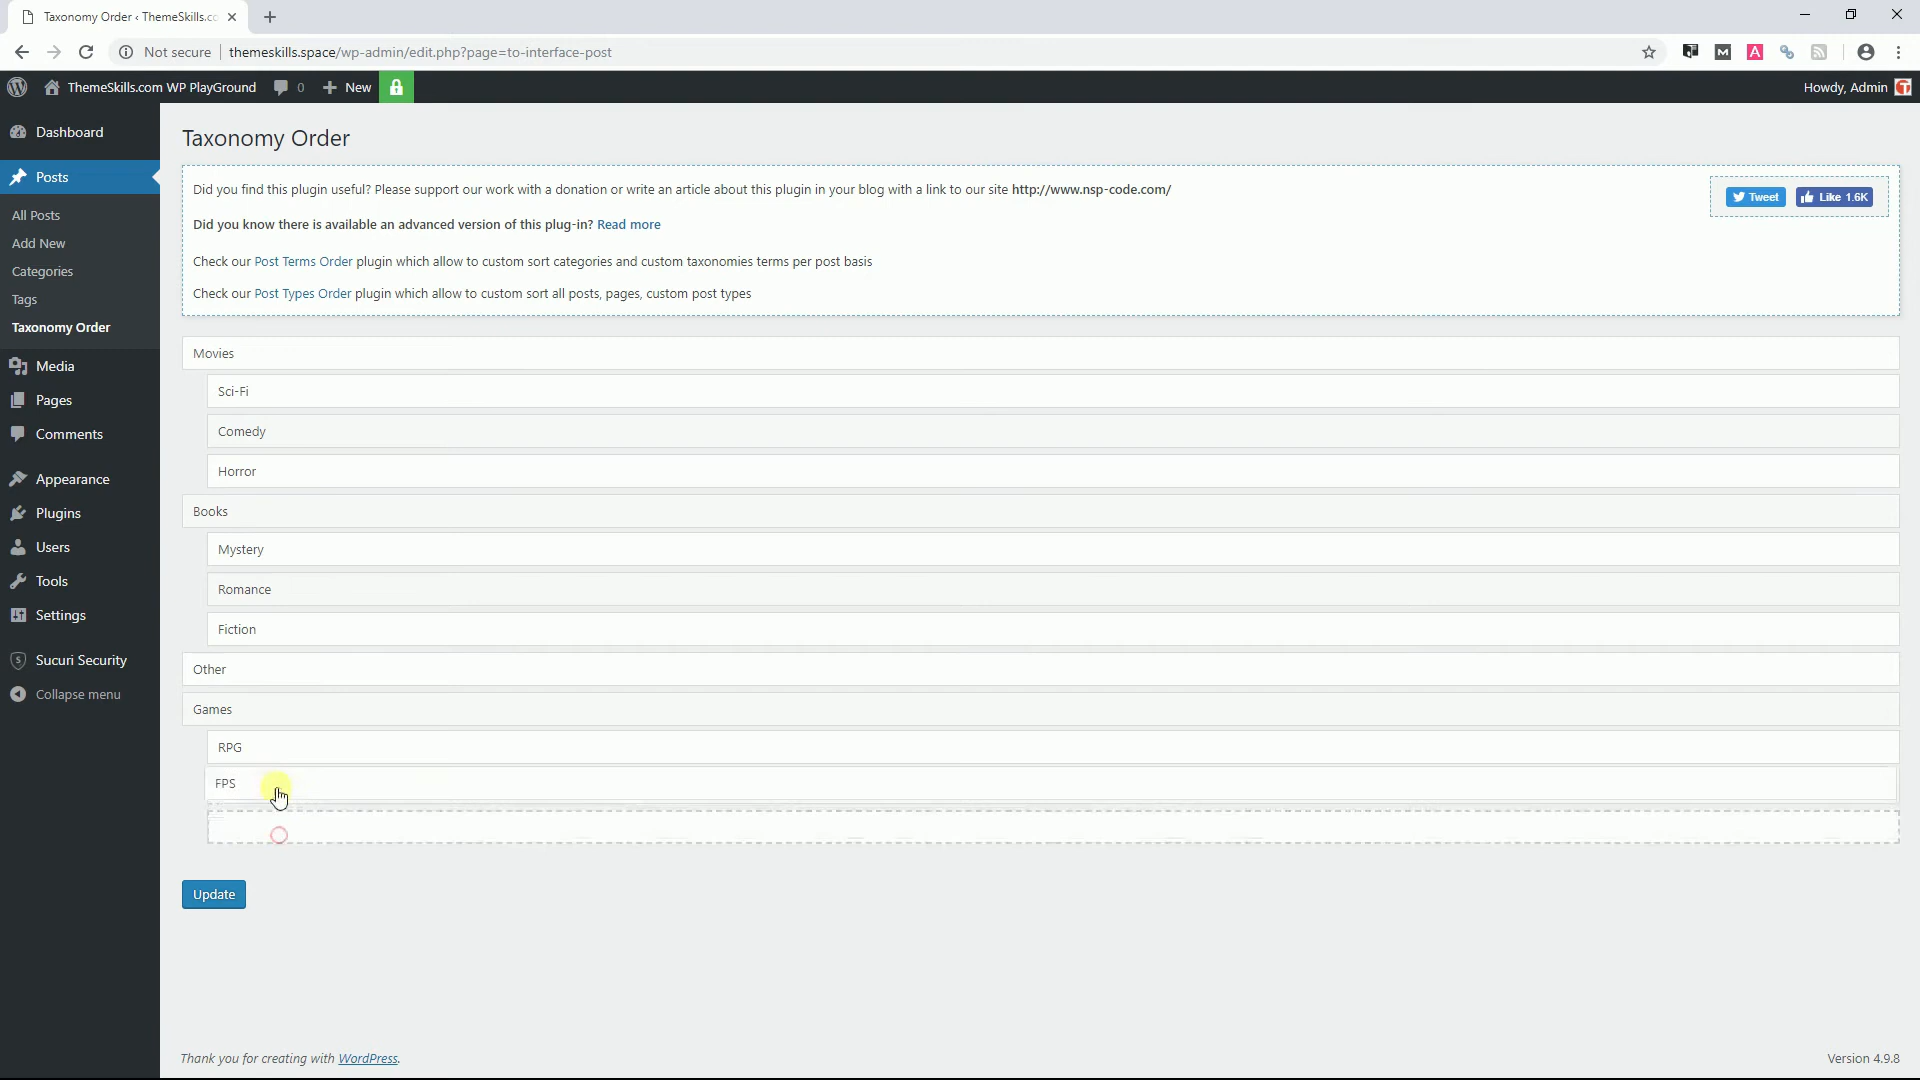 Taxonomy Order ‹ ThemeSkills.co
Not secure
themeskills.space/wp-admin/edit.php?page=to-interface-post
M
A
ThemeSkills.com WP PlayGround
0
New
Howdy, Admin
Dashboard
Posts
All Posts
Add New
Categories
Tags
Taxonomy Order
Media
Pages
Comments
Appearance
Plugins
Users
Tools
Settings
Sucuri Security
Collapse menu
Taxonomy Order
Did you find this plugin useful? Please support our work with a donation or write an article about this plugin in your blog with a link to our site http://www.nsp-code.com/
Tweet
Like 1.6K
Did you know there is available an advanced version of this plug-in? Read more
Check our Post Terms Order plugin which allow to custom sort categories and custom taxonomies terms per post basis
Check our Post Types Order plugin which allow to custom sort all posts, pages, custom post types
Movies
Sci-Fi
Comedy
Horror
Books
Mystery
Romance
Fiction
Other
Games
RPG
FPS
Update
Thank you for creating with WordPress.
Version 4.9.8